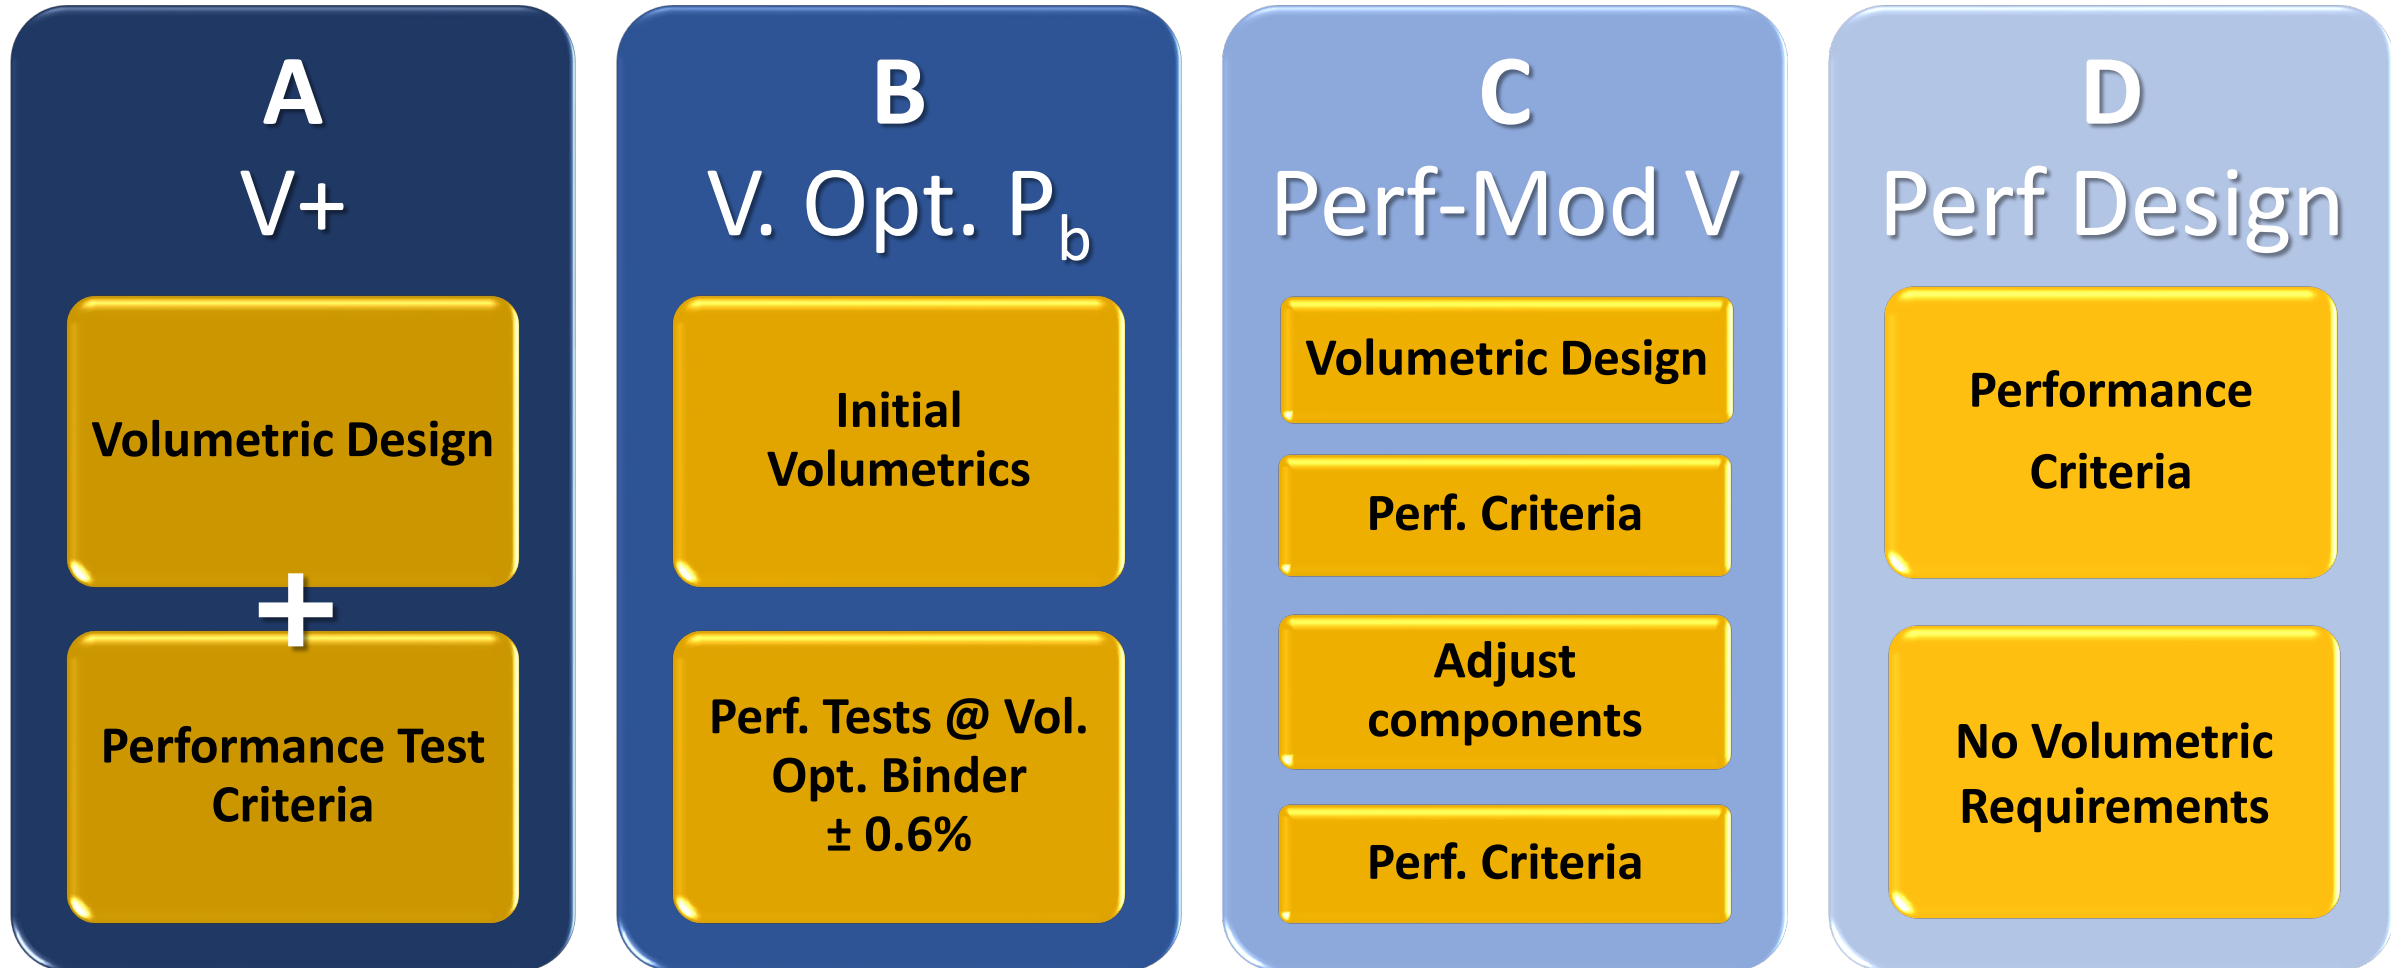 A
V+
Volumetric Design
+
Performance Test
Criteria
B
V. Opt. Pb
Initial
Volumetrics
Perf. Tests @ Vol.
Opt. Binder
± 0.6%
C
Perf-Mod V
Volumetric Design
Perf. Criteria
Adjust
components
Perf. Criteria
D
Perf Design
Performance
Criteria
No Volumetric
Requirements